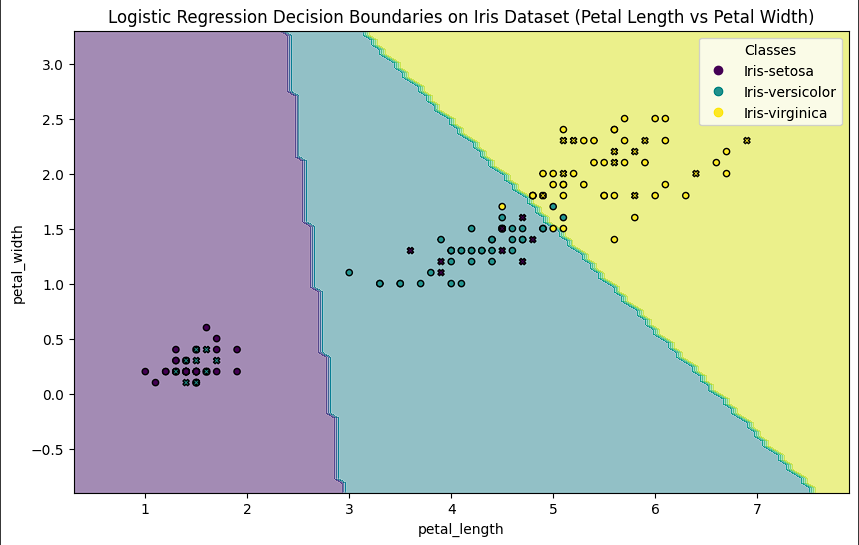 Logistic Regression Decision Boundaries on Iris Dataset (Petal Length vs Petal Width)
Classes
Iris-setosa
Iris-versicolor
Iris-virginica
petal_width
3.0
2.5
2.0
1.5
1.0
0.5
0.0
−0.5
1 2 3 4 5 6 7
petal_length